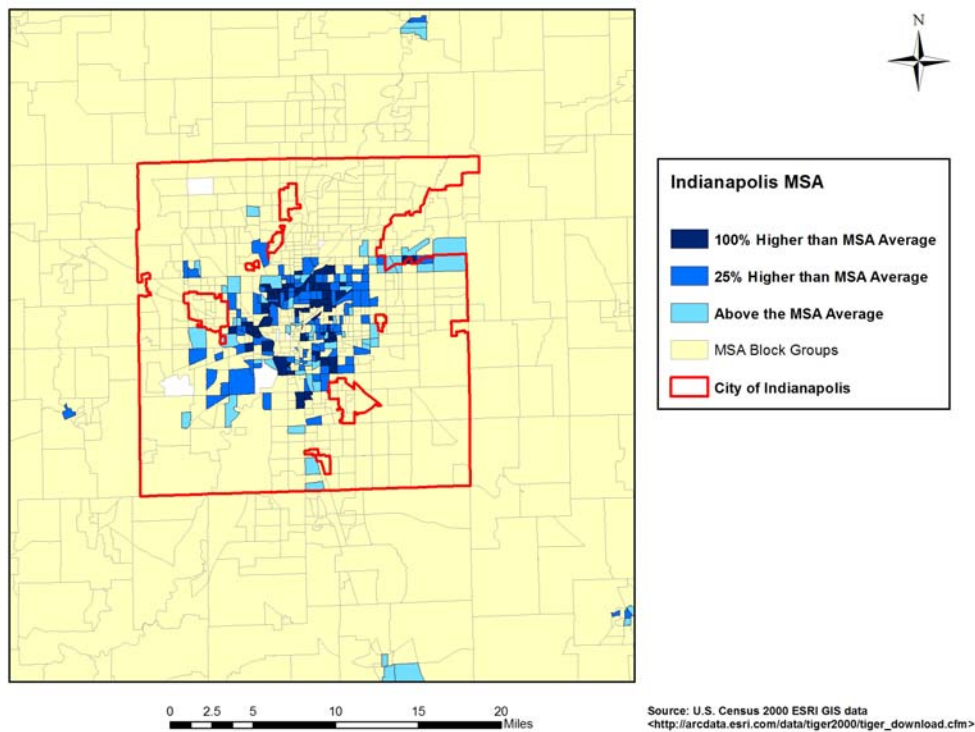 N
Indianapolis MSA
100% Higher than MSA Average
25% Higher than MSA Average
Above the MSA Average
MSA Block Groups
City of Indianapolis
0 2.5 5 10 15 20
Miles
Source: U.S. Census 2000 ESRI GIS data
<http://arcdata.esri.com/data/tiger2000/tiger_download.cfm>